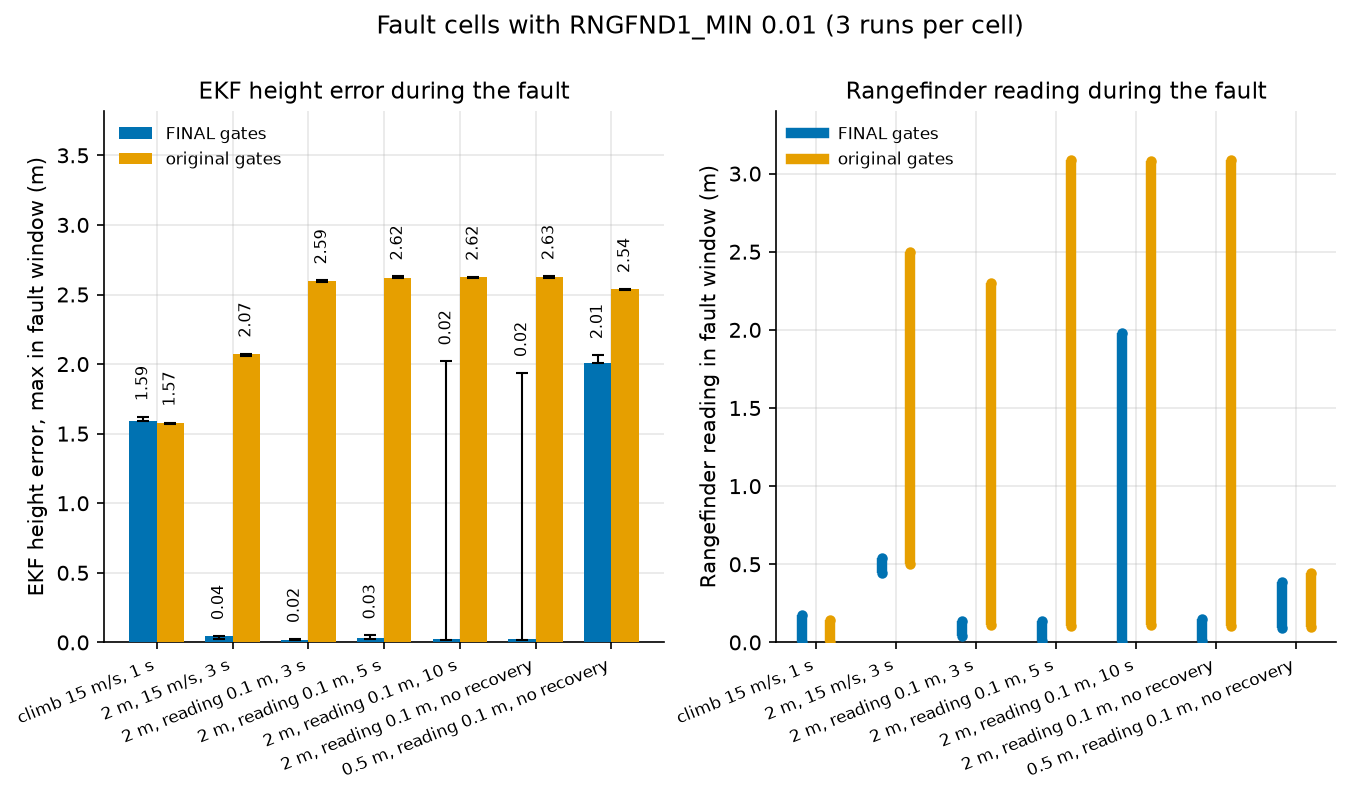 Fault cells with RNGFND1_MIN 0.01 (3 runs per cell)
EKF height error during the fault
FINAL gates
original gates
EKF height error, max in fault window (m)
3.5
3.0
2.5
2.0
1.5
1.0
0.5
0.0
1.59
1.57
0.04
2.07
0.02
2.59
0.03
2.62
0.02
2.62
0.02
2.63
2.01
2.54
climb 15 m/s, 1 s
2 m, 15 m/s, 3 s
2 m, reading 0.1 m, 3 s
2 m, reading 0.1 m, 5 s
2 m, reading 0.1 m, 10 s
2 m, reading 0.1 m, no recovery
0.5 m, reading 0.1 m, no recovery
Rangefinder reading during the fault
FINAL gates
original gates
Rangefinder reading in fault window (m)
3.0
2.5
2.0
1.5
1.0
0.5
0.0
climb 15 m/s, 1 s
2 m, 15 m/s, 3 s
2 m, reading 0.1 m, 3 s
2 m, reading 0.1 m, 5 s
2 m, reading 0.1 m, 10 s
2 m, reading 0.1 m, no recovery
0.5 m, reading 0.1 m, no recovery